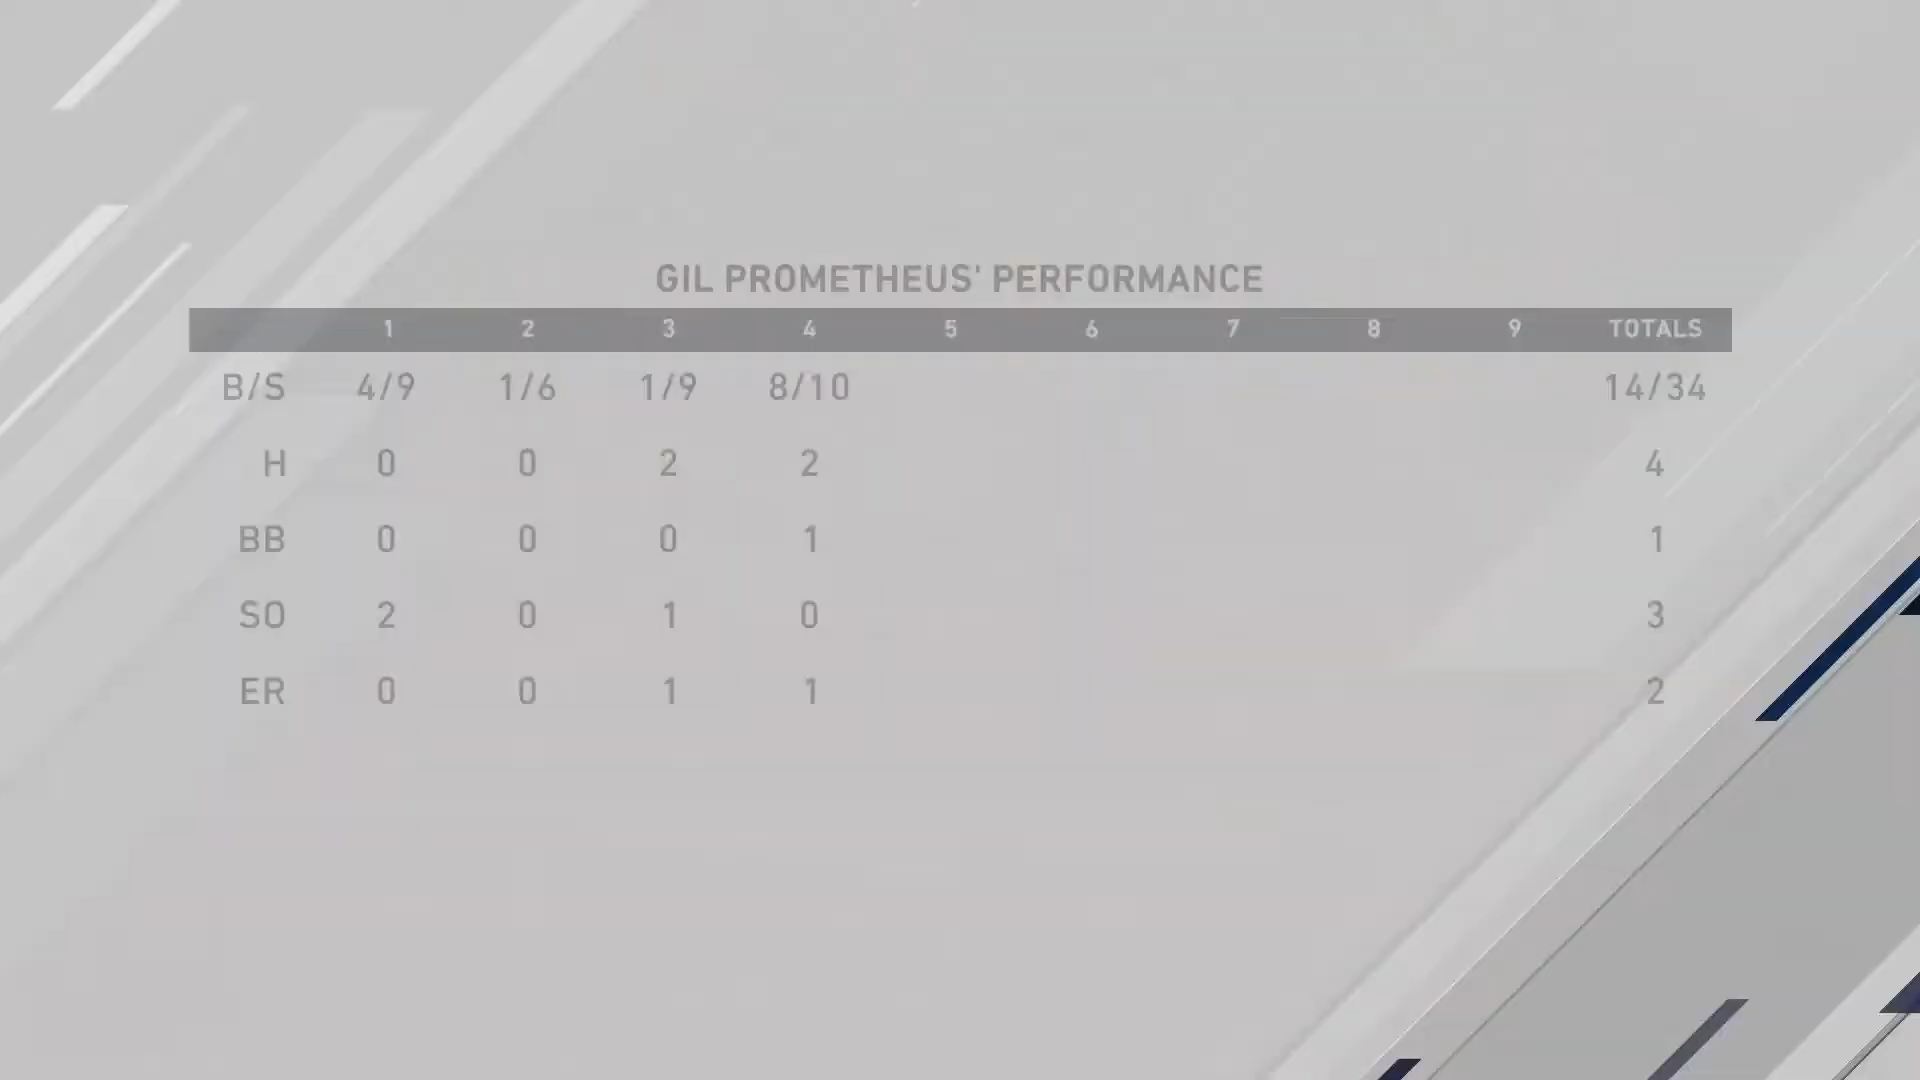 GIL PROMETHEUS' PERFORMANCE
1 2 3 4 5 6 7 8 9 TOTALS
B/S 4/9 1/6 1/9 8/10 14/34
H 0 0 2 2 4
BB 0 0 0 1 1
SO 2 0 1 0 3
ER 0 0 1 1 2